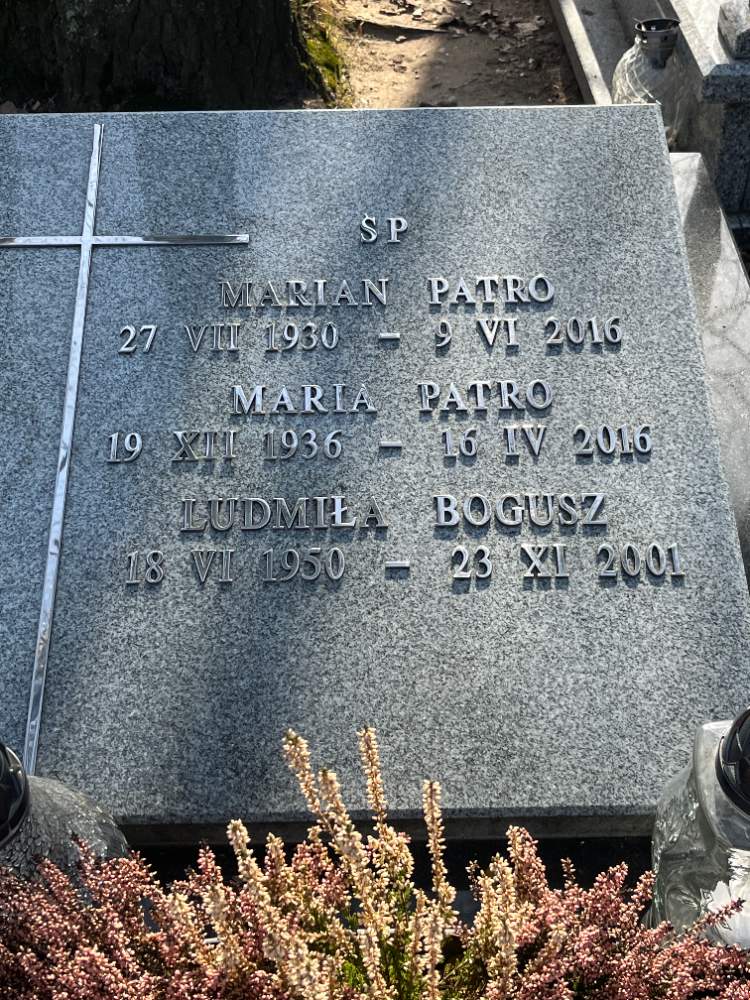 ŚP
MARIAN PATRO
27 VII 1930 – 9 VI 2016
MARIA PATRO
19 XII 1936 – 16 IV 2016
LUDMIŁA BOGUSZ
18 VI 1950 – 23 XI 2001